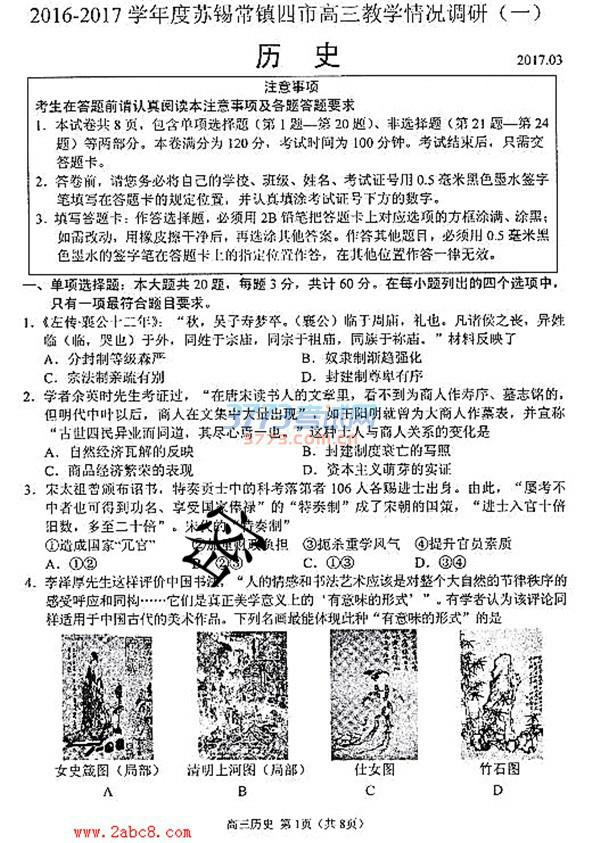 2016-2017 学年度苏锡常镇四市高三教学情况调研（一）
历 史
2017.03
注意事项
考生在答题前请认真阅读本注意事项及各题答题要求
1. 本试卷共 8 页，包含单项选择题（第 1 题—第 20 题）、非选择题（第 21 题—第 24
题）等两部分。本卷满分为 120 分，考试时间为 100 分钟。考试结束后，只需交
答题卡。
2. 答卷前，请您务必将自己的学校、班级、姓名、考试证号用 0.5 毫米黑色墨水签字
笔填写在答题卡的规定位置，并认真填涂考试证号下方的数字。
3. 填写答题卡：作答选择题，必须用 2B 铅笔把答题卡上对应选项的方框涂满、涂黑；
如需改动，用橡皮擦干净后，再选涂其他答案。作答其他题目，必须用 0.5 毫米黑
色墨水的签字笔在答题卡上的指定位置作答，在其他位置作答一律无效。
一、单项选择题：本大题共 20 题，每题 3 分，共计 60 分。在每小题列出的四个选项中，
只有一项最符合题目要求。
1.《左传·襄公十二年》：“秋，吴子寿梦卒。（襄公）临于周庙，礼也。凡诸侯之丧，异姓
临（临，哭也）于外，同姓于宗庙，同宗于祖庙，同族于祢庙。”材料反映了
A．分封制等级森严 B．奴隶制渐趋强化
C．宗法制亲疏有别 D．封建制尊卑有序
2. 学者余英时先生考证过，“在唐宋读书人的文章里，看不到为商人作寿序、墓志铭的，
但明代中叶以后，商人在文集中大量出现”，如王阳明就曾为大商人作墓表，并宣称
“古世四民异业而同道，其尽心焉一也。”这种士人与商人关系的变化是
A．自然经济瓦解的反映 B．封建制度衰亡的写照
C．商品经济繁荣的表现 D．资本主义萌芽的实证
3. 宋太祖曾颁布诏书，特奏贡士中的科考落第者 106 人各赐进士出身。由此，“屡考不
中者也可得到功名、享受国家俸禄”的“特奏制”成了宋朝的国策，“进士入官十倍
旧数，多至二十倍”。宋代的“特奏制”
①造成国家“冗官” ②加重财政负担 ③扼杀重学风气 ④提升官员素质
A．①② B．②③ C．①③ D．③④
密
4. 李泽厚先生这样评价中国书法，“人的情感和书法艺术应该是对整个大自然的节律秩序的
感受呼应和同构……它们是真正美学意义上的‘有意味的形式’”。有学者认为该评论同
样适用于中国古代的美术作品。下列名画最能体现此种“有意味的形式”的是
女史箴图（局部） 清明上河图（局部） 仕女图 竹石图
A B C D
高三历史 第 1 页（共 8 页）
www.2abc8.com
3773考试网
3773.com.cn